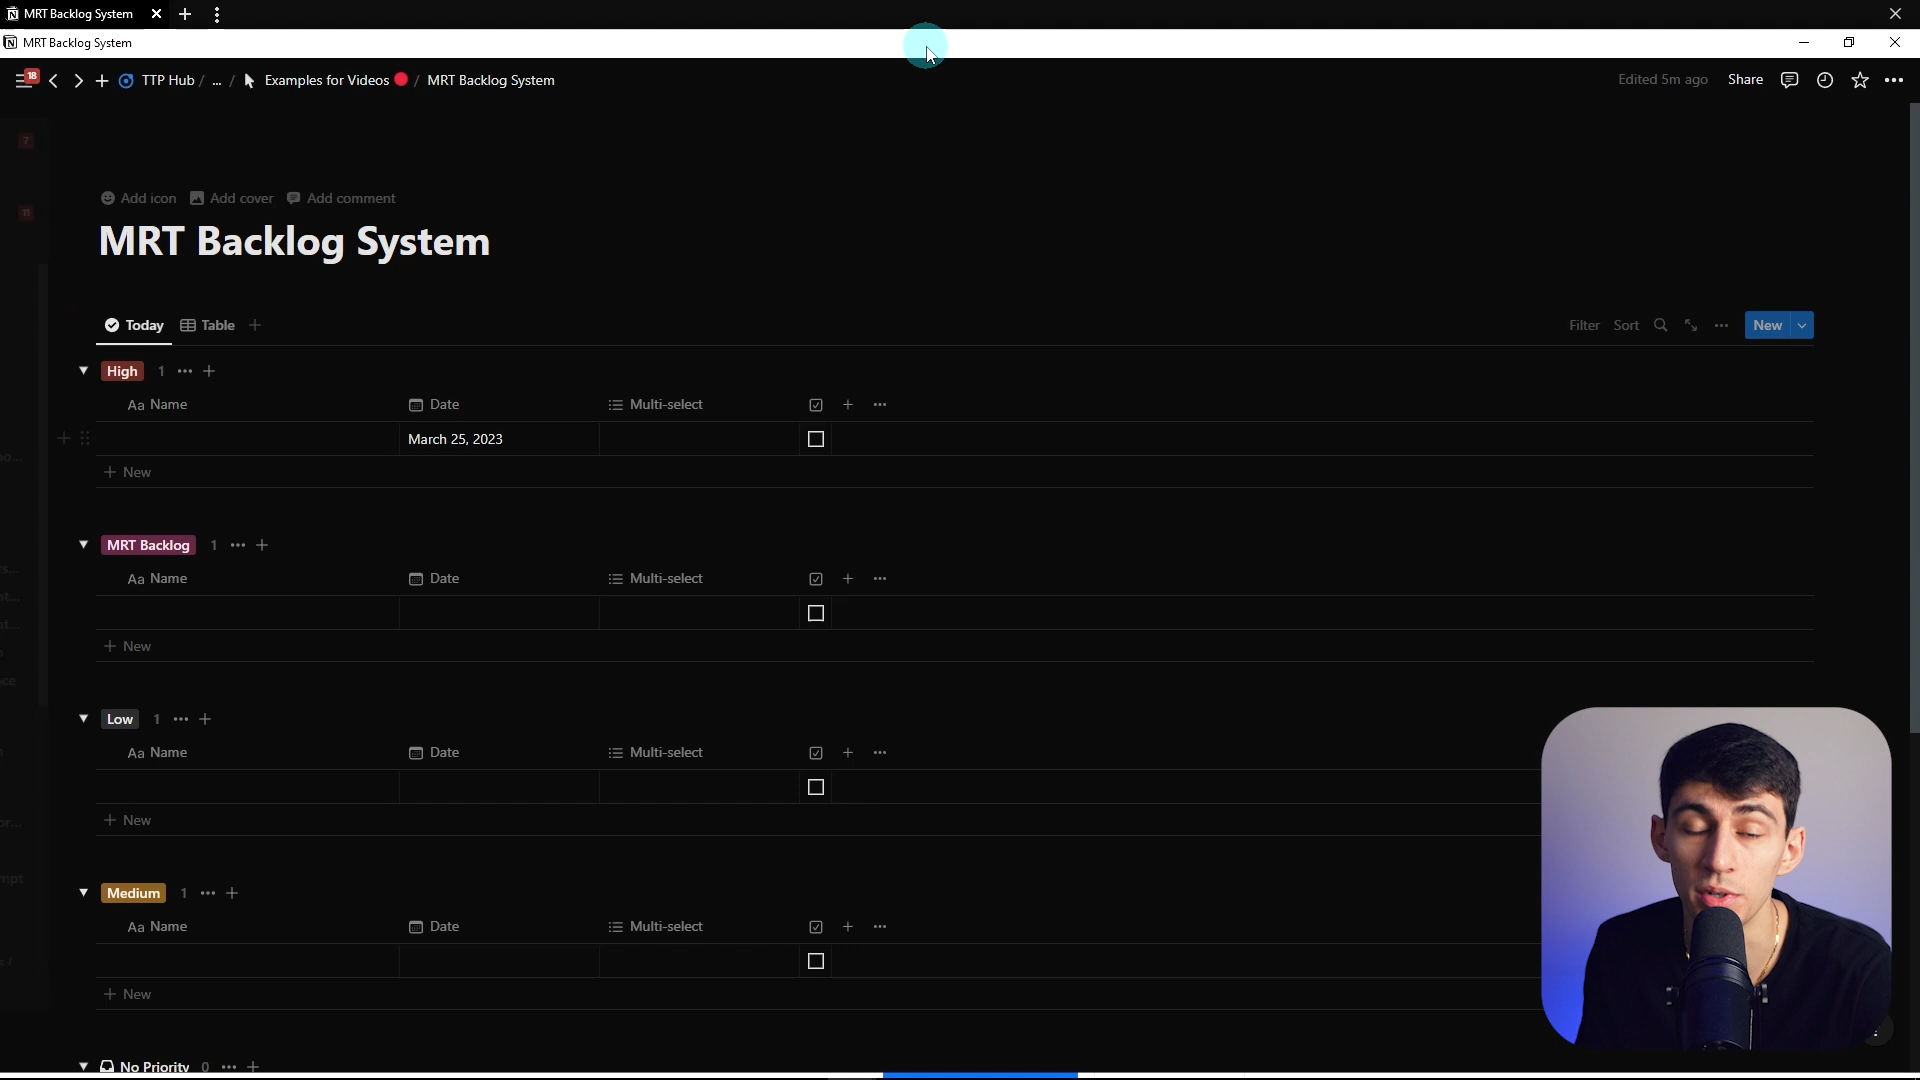 MRT Backlog System
MRT Backlog System
18
TTP Hub / ... / Examples for Videos / MRT Backlog System
Edited 5m ago Share
7
11
Add icon Add cover Add comment
MRT Backlog System
Today Table
Filter Sort New
High 1
Aa Name Date Multi-select
March 25, 2023
New
MRT Backlog 1
Aa Name Date Multi-select
New
Low 1
Aa Name Date Multi-select
New
Medium 1
Aa Name Date Multi-select
New
No Priority 0